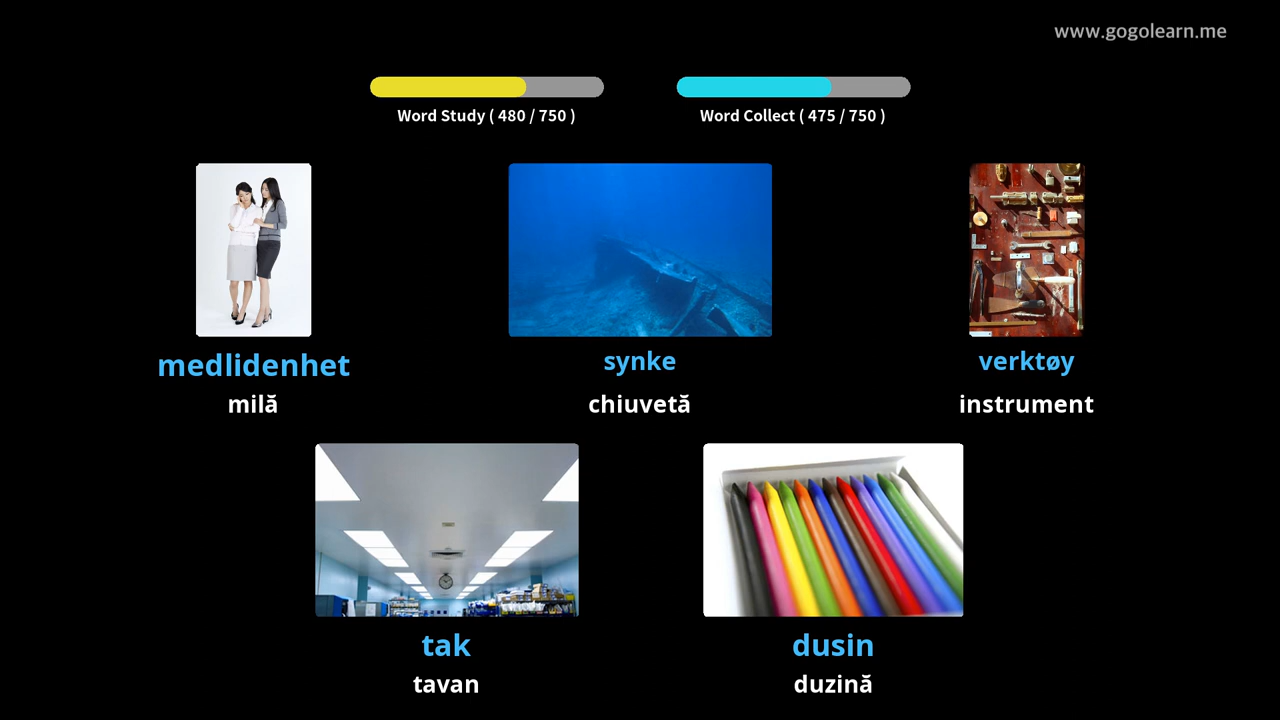 www.gogolearn.me
Word Study ( 480 / 750 )
Word Collect ( 475 / 750 )
medlidenhet
milă
synke
chiuvetă
verktøy
instrument
tak
tavan
dusin
duzină